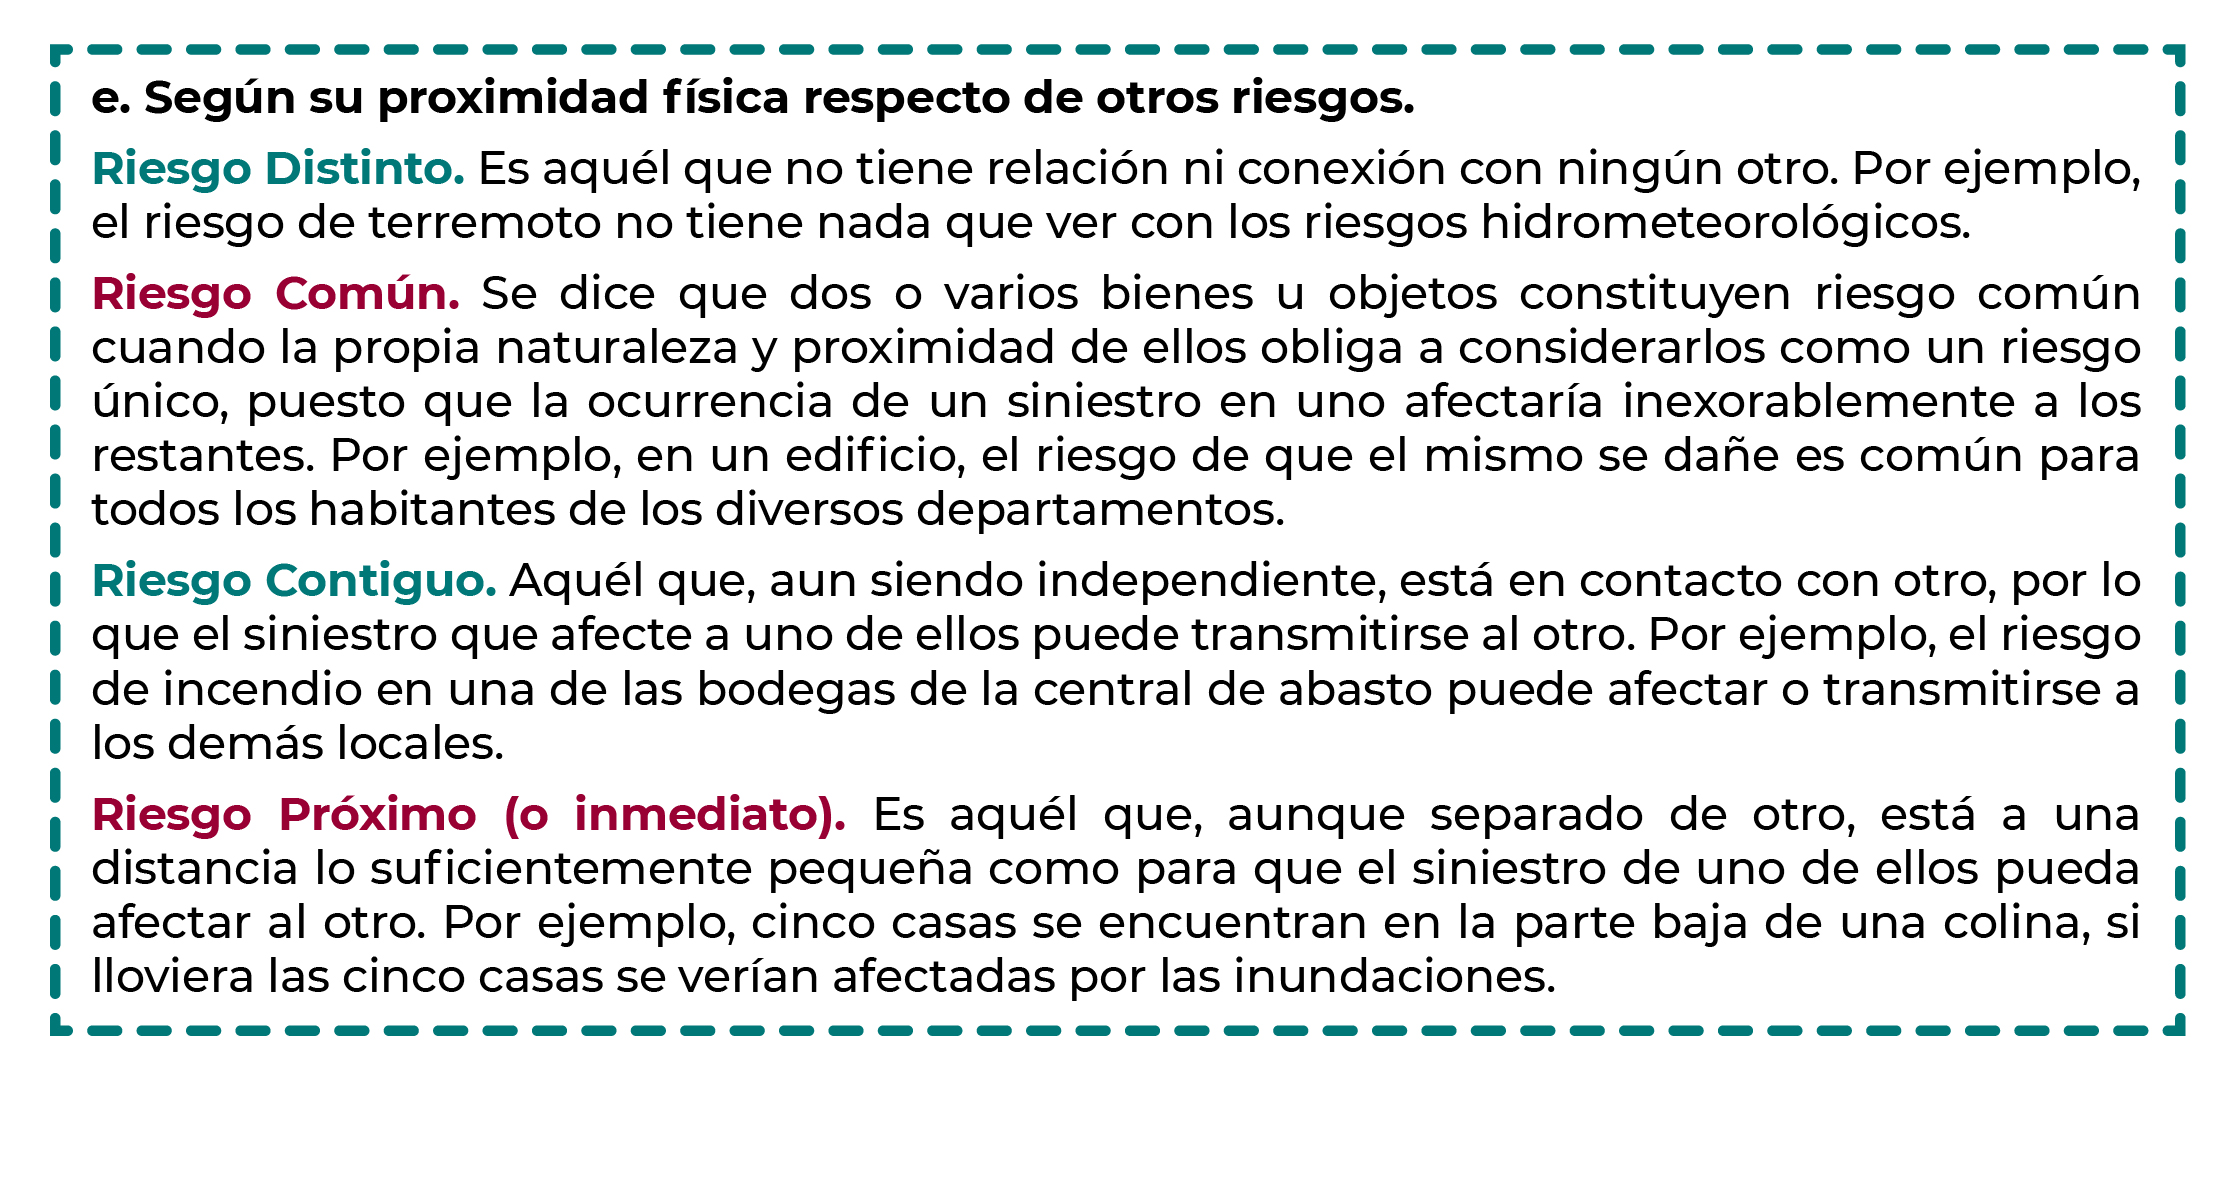 e. Según su proximidad física respecto de otros riesgos.
Riesgo Distinto. Es aquél que no tiene relación ni conexión con ningún otro. Por ejemplo,
el riesgo de terremoto no tiene nada que ver con los riesgos hidrometeorológicos.
Riesgo Común. Se dice que dos o varios bienes u objetos constituyen riesgo común
cuando la propia naturaleza y proximidad de ellos obliga a considerarlos como un riesgo
único, puesto que la ocurrencia de un siniestro en uno afectaría inexorablemente a los
restantes. Por ejemplo, en un edificio, el riesgo de que el mismo se dañe es común para
todos los habitantes de los diversos departamentos.
Riesgo Contiguo. Aquél que, aun siendo independiente, está en contacto con otro, por lo
que el siniestro que afecte a uno de ellos puede transmitirse al otro. Por ejemplo, el riesgo
de incendio en una de las bodegas de la central de abasto puede afectar o transmitirse a
los demás locales.
Riesgo Próximo (o inmediato). Es aquél que, aunque separado de otro, está a una
distancia lo suficientemente pequeña como para que el siniestro de uno de ellos pueda
afectar al otro. Por ejemplo, cinco casas se encuentran en la parte baja de una colina, si
lloviera las cinco casas se verían afectadas por las inundaciones.